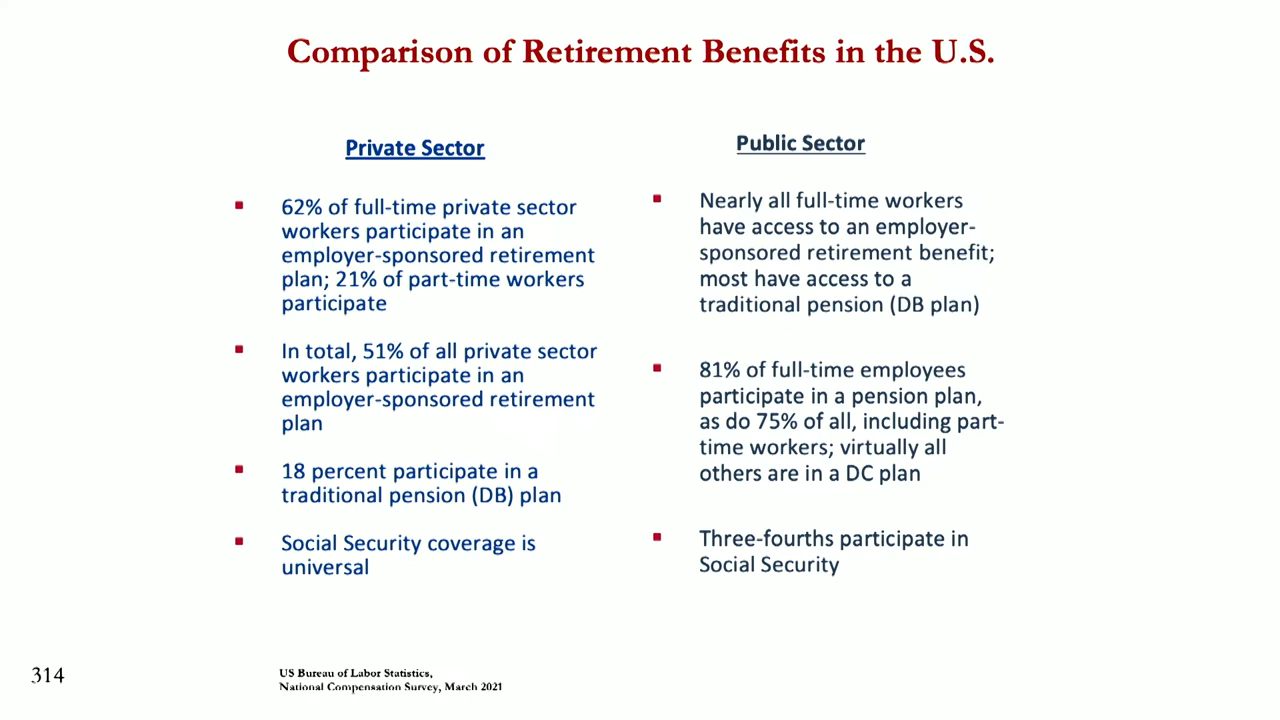 Comparison of Retirement Benefits in the U.S.
Private Sector
62% of full-time private sector
workers participate in an
employer-sponsored retirement
plan; 21% of part-time workers
participate
In total, 51% of all private sector
workers participate in an
employer-sponsored retirement
plan
18 percent participate in a
traditional pension (DB) plan
Social Security coverage is
universal
Public Sector
Nearly all full-time workers
have access to an employer-
sponsored retirement benefit;
most have access to a
traditional pension (DB plan)
81% of full-time employees
participate in a pension plan,
as do 75% of all, including part-
time workers; virtually all
others are in a DC plan
Three-fourths participate in
Social Security
314
US Bureau of Labor Statistics,
National Compensation Survey, March 2021